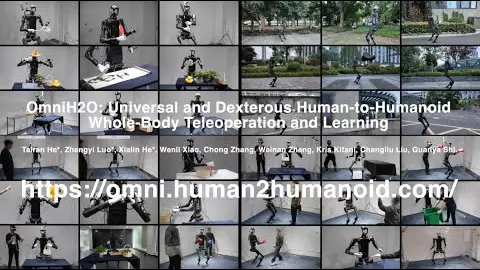 OmniH2O: Universal and Dexterous Human-to-Humanoid
Whole-Body Teleoperation and Learning
Tairan He*, Zhengyi Luo*, Xialin He*, Wenli Xiao, Chong Zhang, Weinan Zhang, Kris Kitani, Changliu Liu, Guanya Shi
https://omni.human2humanoid.com/